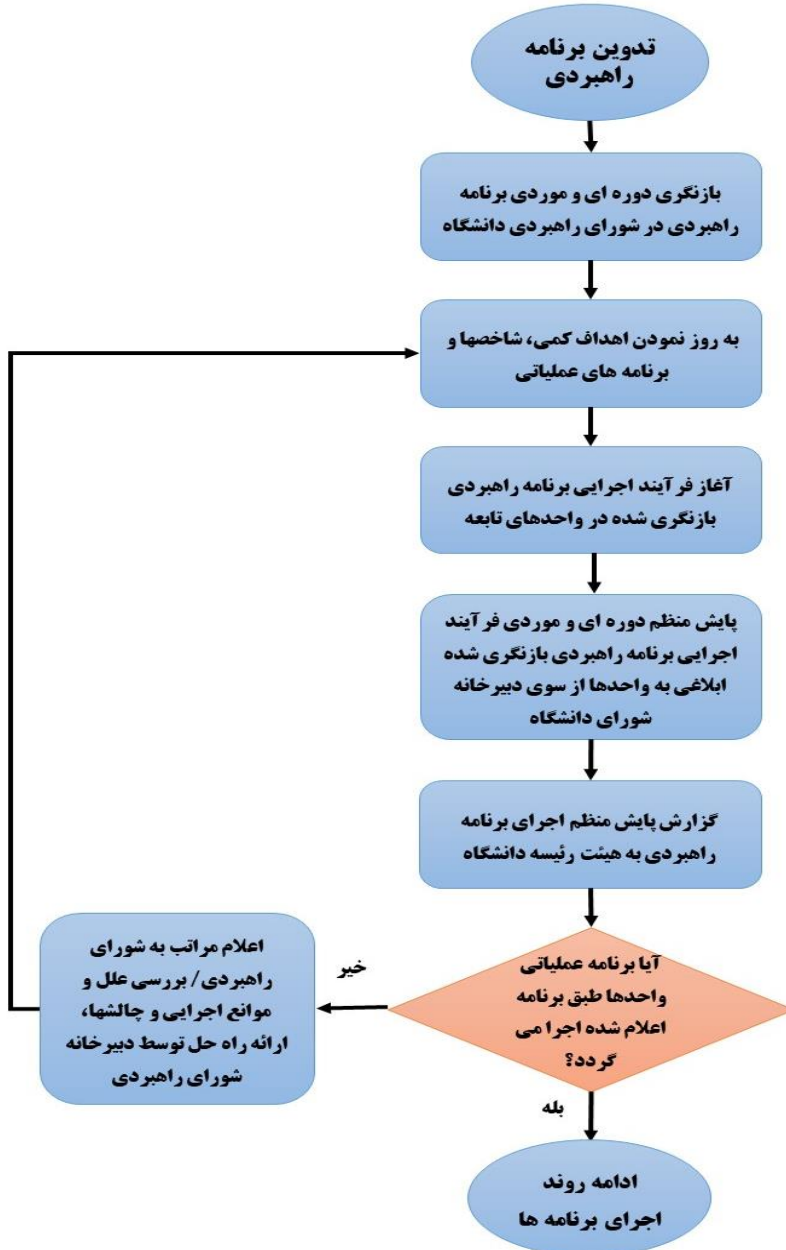 تدوین برنامه
راهبردی
بازنگری دوره ای و موردی برنامه
راهبردی در شورای راهبردی دانشگاه
به روز نمودن اهداف کمی، شاخصها و
برنامه های عملیاتی
آغاز فرآیند اجرایی برنامه راهبردی
بازنگری شده در واحدهای تابعه
پایش منظم دوره ای و موردی فرآیند
اجرایی برنامه راهبردی بازنگری شده
ابلاغی به واحدها از سوی دبیرخانه
شورای دانشگاه
گزارش پایش منظم اجرای برنامه
راهبردی به هیئت رئیسه دانشگاه
آیا برنامه عملیاتی
واحدها طبق برنامه
اعلام شده اجرا می
گردد؟
خیر
اعلام مراتب به شورای
راهبردی/ بررسی علل و
موانع اجرایی و چالشها،
ارائه راه حل توسط دبیرخانه
شورای راهبردی
بله
ادامه روند
اجرای برنامه ها